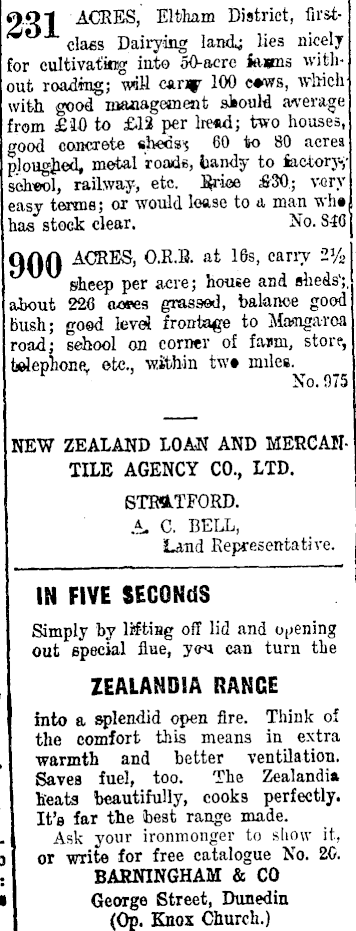 231 ACRES, Eltham District, first-
class Dairying land; lies nicely
for cultivating into 50-acre farms with-
out roading; will carry 100 cows, which
with good management should average
from £10 to £12 per head; two houses,
good concrete sheds; 60 to 80 acres
ploughed, metal roads, handy to factory,
school, railway, etc. Price £30; very
easy terms; or would lease to a man who
has stock clear. No. 846
900 ACRES, O.R.R. at 16s, carry 2½
sheep per acre; house and sheds;
about 226 acres grassed, balance good
bush; good level frontage to Mangaroa
road; school on corner of farm, store,
telephone, etc., within two miles.
No. 975
NEW ZEALAND LOAN AND MERCAN-
TILE AGENCY CO., LTD.
STRATFORD.
A. C. BELL,
Land Representative.
IN FIVE SECONdS
Simply by lifting off lid and opening
out special flue, you can turn the
ZEALANDIA RANGE
into a splendid open fire. Think of
the comfort this means in extra
warmth and better ventilation.
Saves fuel, too. The Zealandia
heats beautifully, cooks perfectly.
It's far the best range made.
Ask your ironmonger to show it,
or write for free catalogue No. 26.
BARNINGHAM & CO
George Street, Dunedin
(Op. Knox Church.)